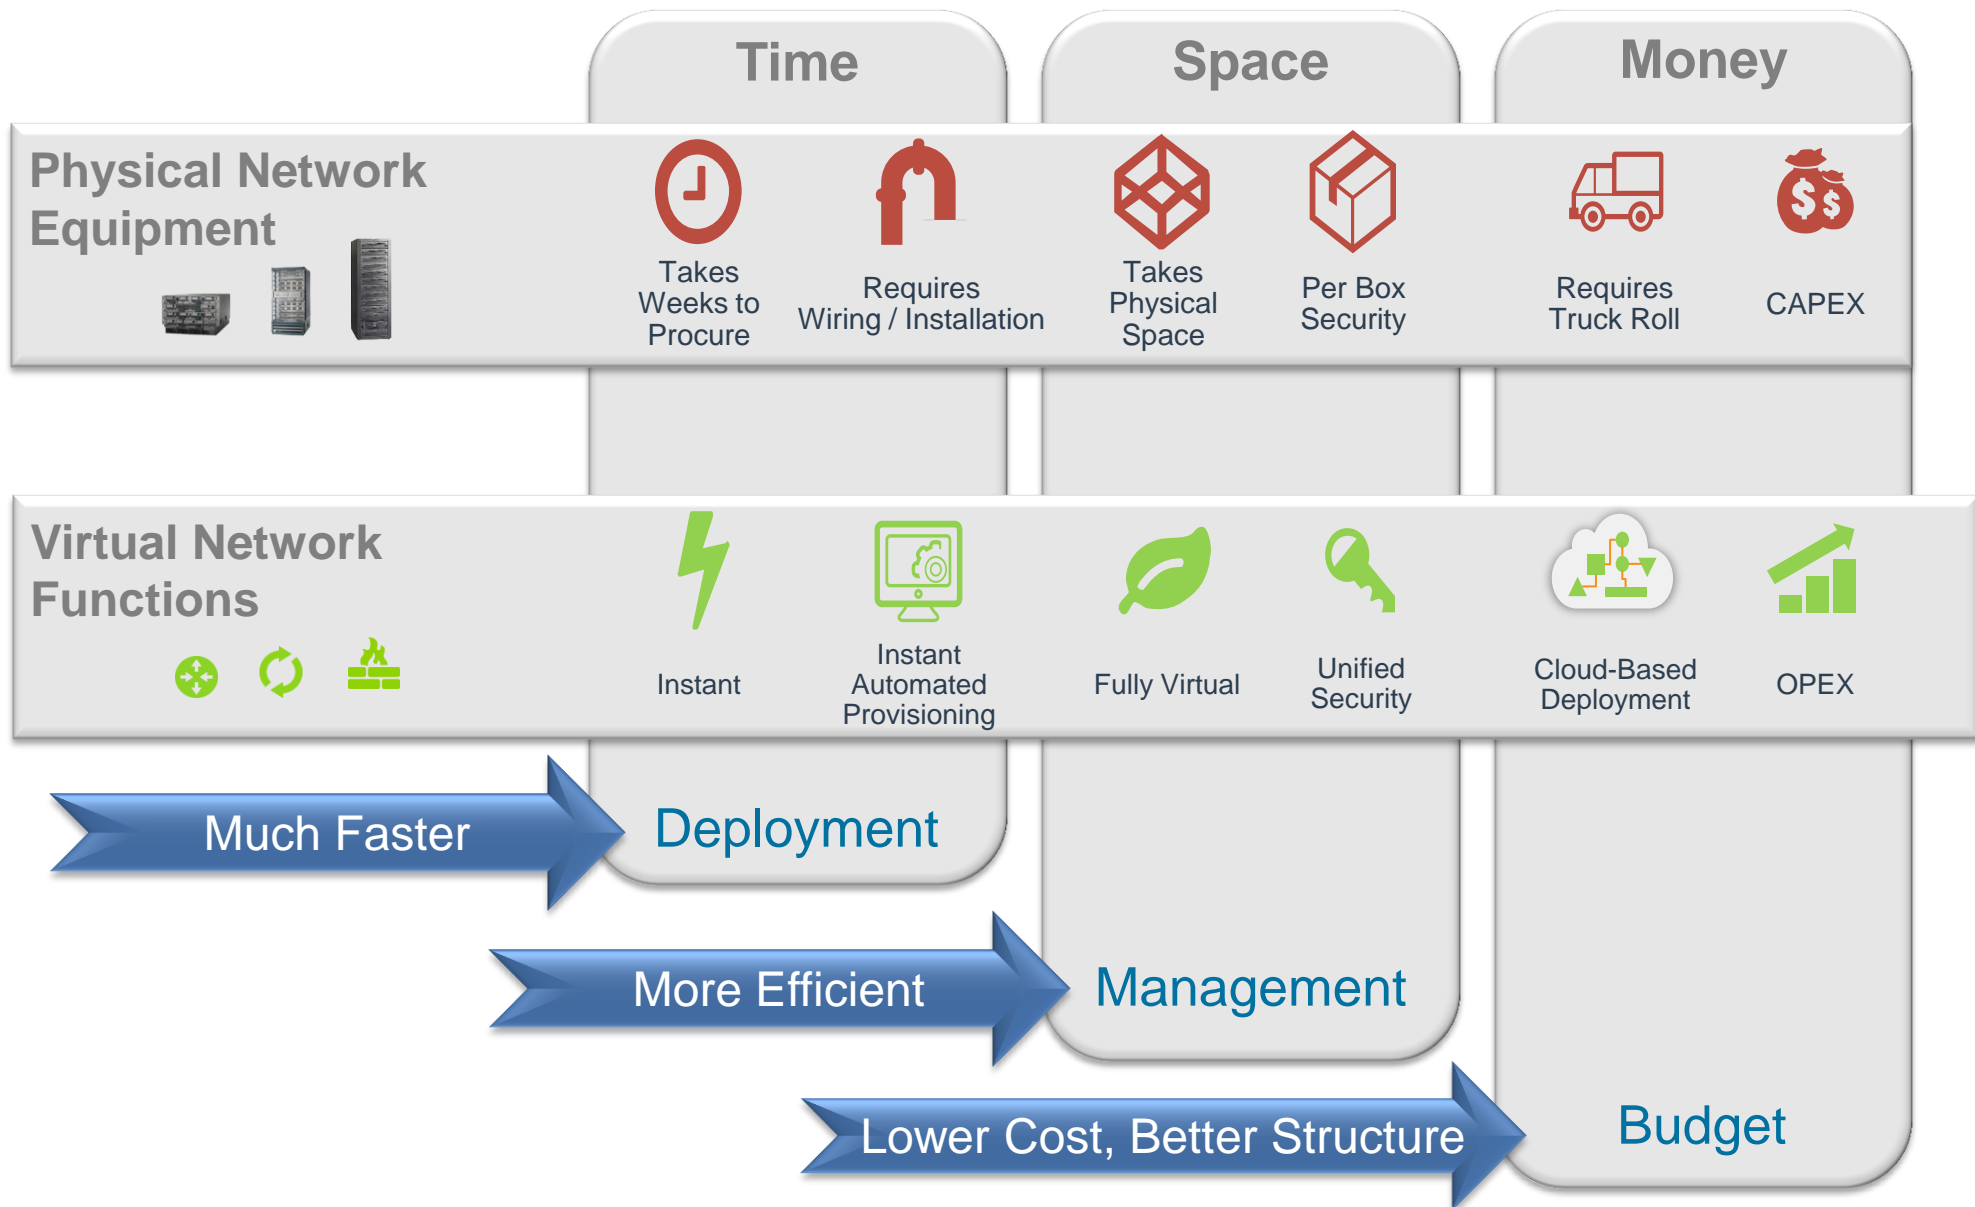 Time
Space
Money
Physical Network
Equipment
Takes
Weeks to
Procure
Requires
Wiring / Installation
Takes
Physical
Space
Per Box
Security
Requires
Truck Roll
$
$
CAPEX
Virtual Network
Functions
Instant
Instant
Automated
Provisioning
Fully Virtual
Unified
Security
Cloud-Based
Deployment
OPEX
Much Faster
Deployment
More Efficient
Management
Lower Cost, Better Structure
Budget